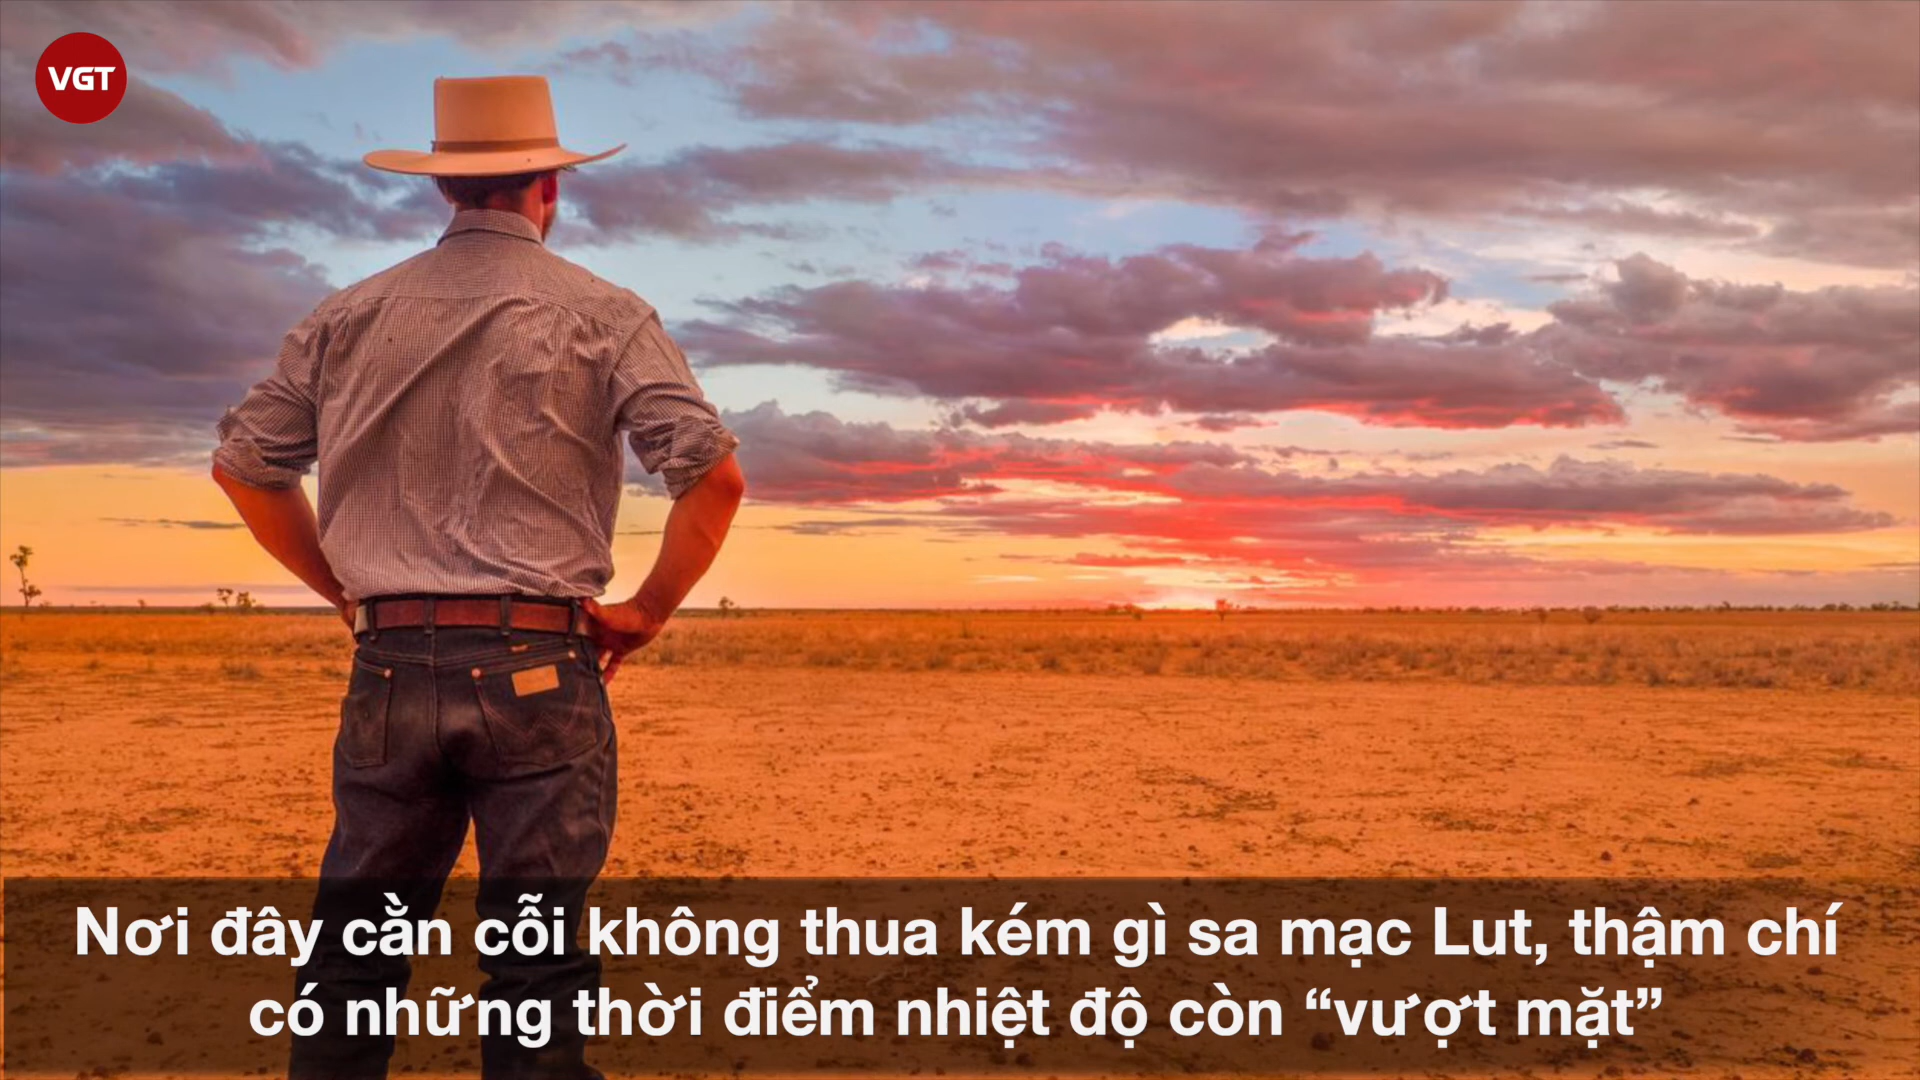 VGT
Nơi đây cằn cỗi không thua kém gì sa mạc Lut, thậm chí
có những thời điểm nhiệt độ còn “vượt mặt”